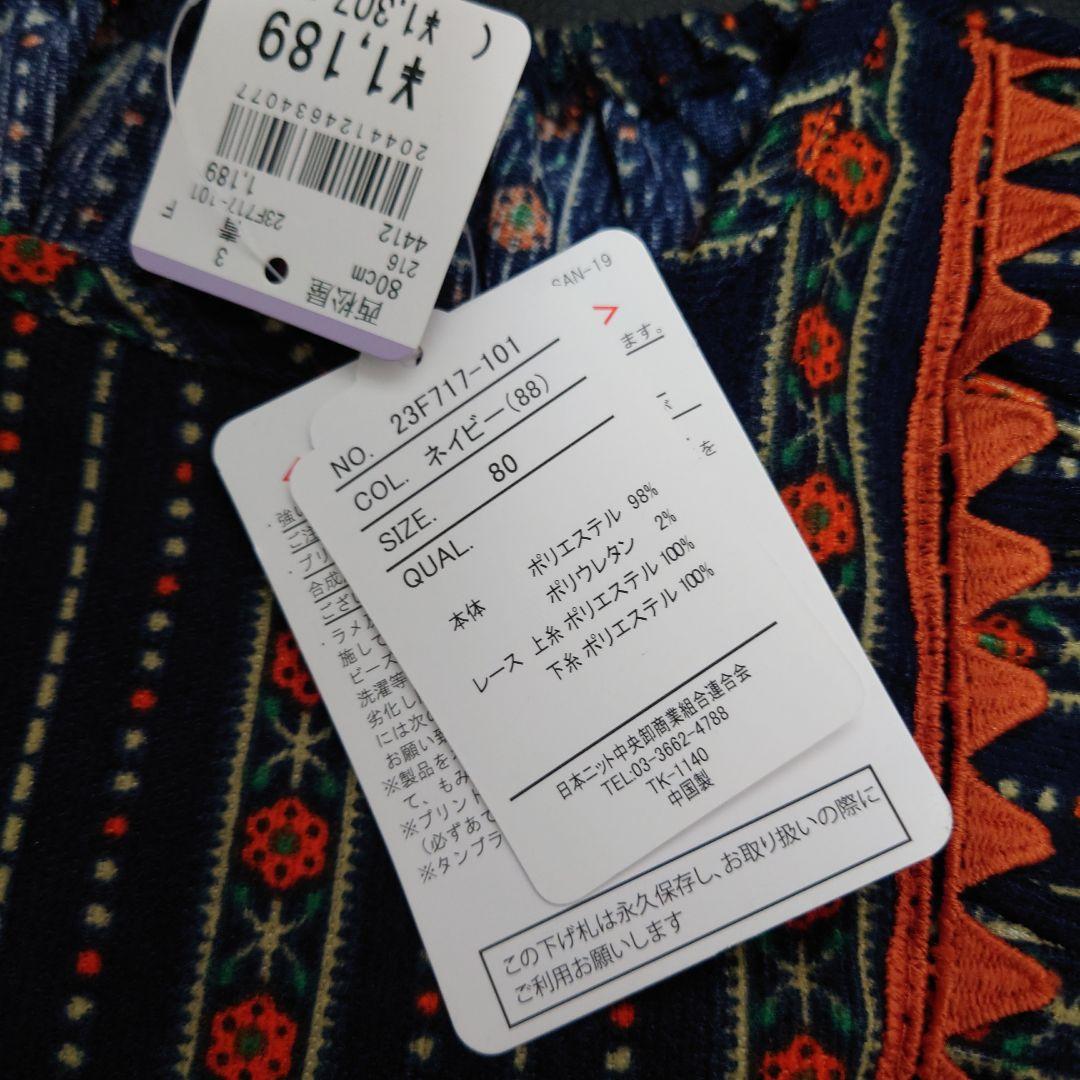 (
¥1,307
¥1,189
2044124634077
1,189
4412
23F717-101
216
F
3 青
80cm
西松屋
SAN-19
NO. 23F717-101
COL. ネイビー(88)
SIZE. 80
QUAL.
本体 ポリエステル 98%
ポリウレタン 2%
レース 上糸 ポリエステル 100%
下糸 ポリエステル 100%
日本ニット中央卸商業組合連合会
TEL.03-3662-4788
TK-1140
中国製
ます。
を
・強い
ご注
プリ
・合成
ござい
・ラメ
施して
ビーズ
洗濯等
劣化し
には次の
お願い致
※製品を
て、もみ
※プリント
(必ずあて
※タンブラ
この下げ札は永久保存し、お取り扱いの際に
ご利用お願いします